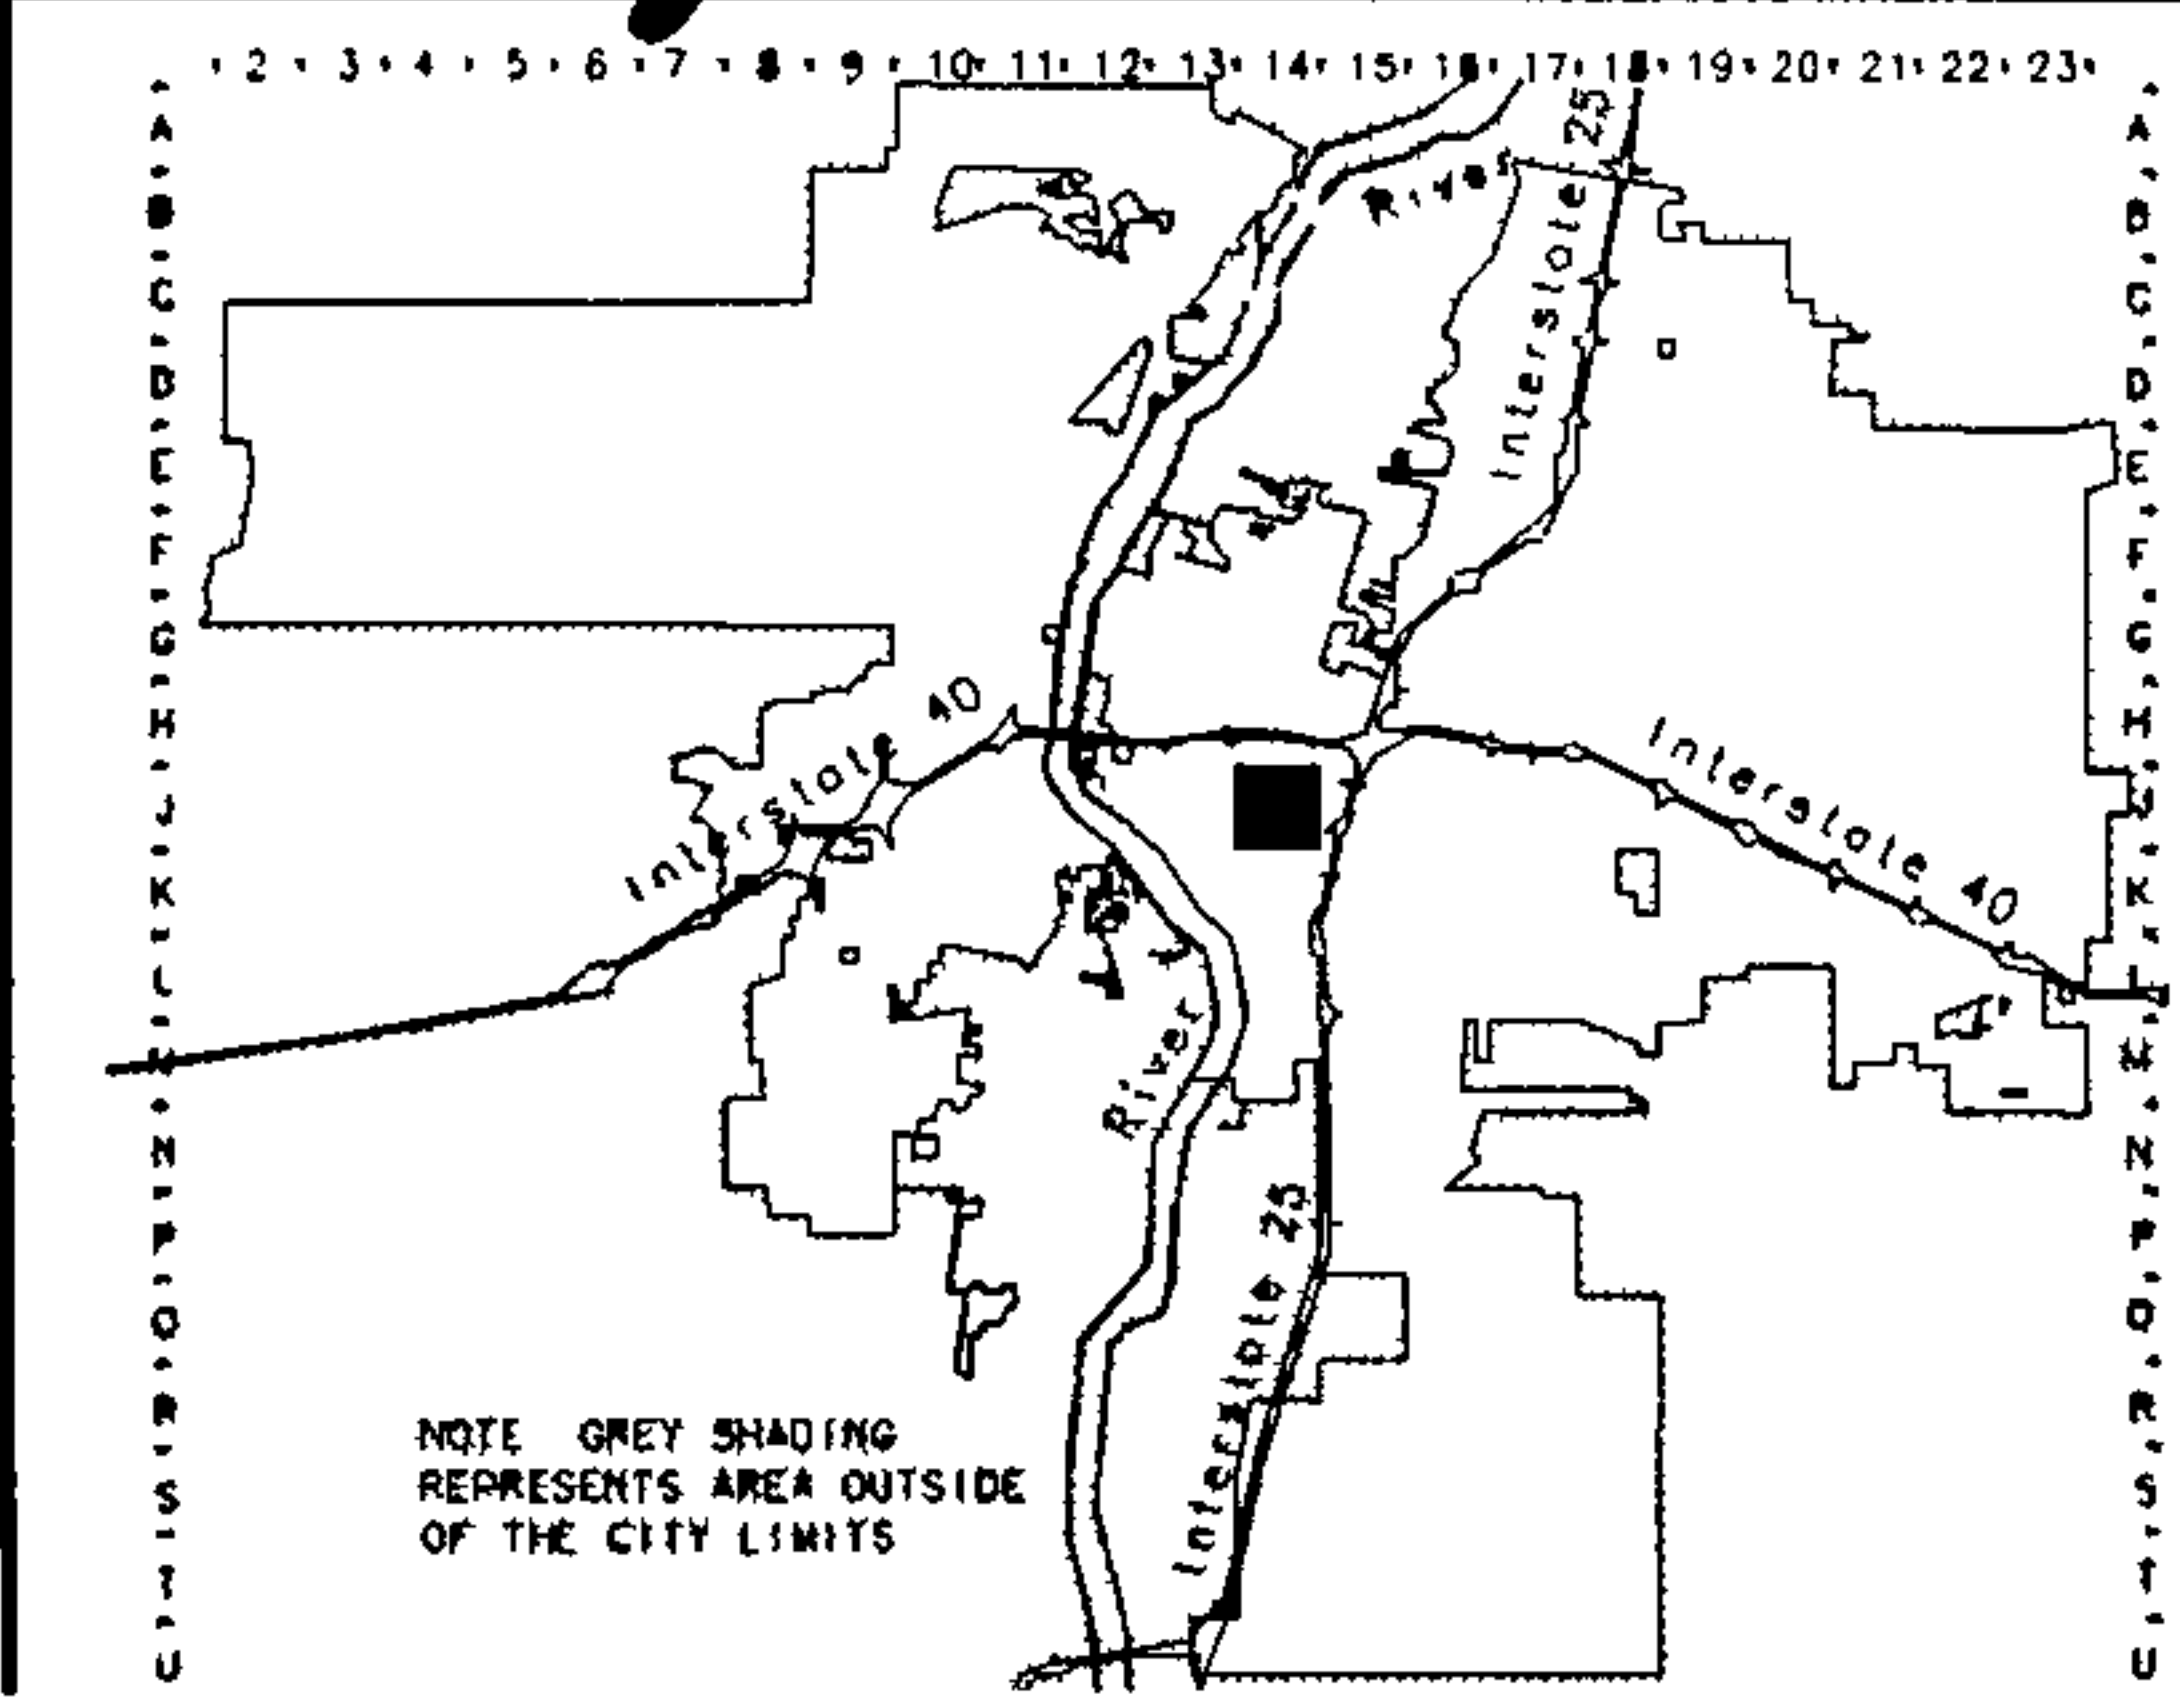 2 3 4 5 6 7 8 9 10 11 12 13 14 15 16 17 18 19 20 21 22 23
A A
B B
C C
D D
E E
F F
G G
H H
J J
K K
L L
M M
N N
P P
Q Q
R R
S S
T T
U U
River
Interstate 25
Interstate 40
Interstate 40
River
Interstate 25
NOTE GREY SHADING
REPRESENTS AREA OUTSIDE
OF THE CITY LIMITS